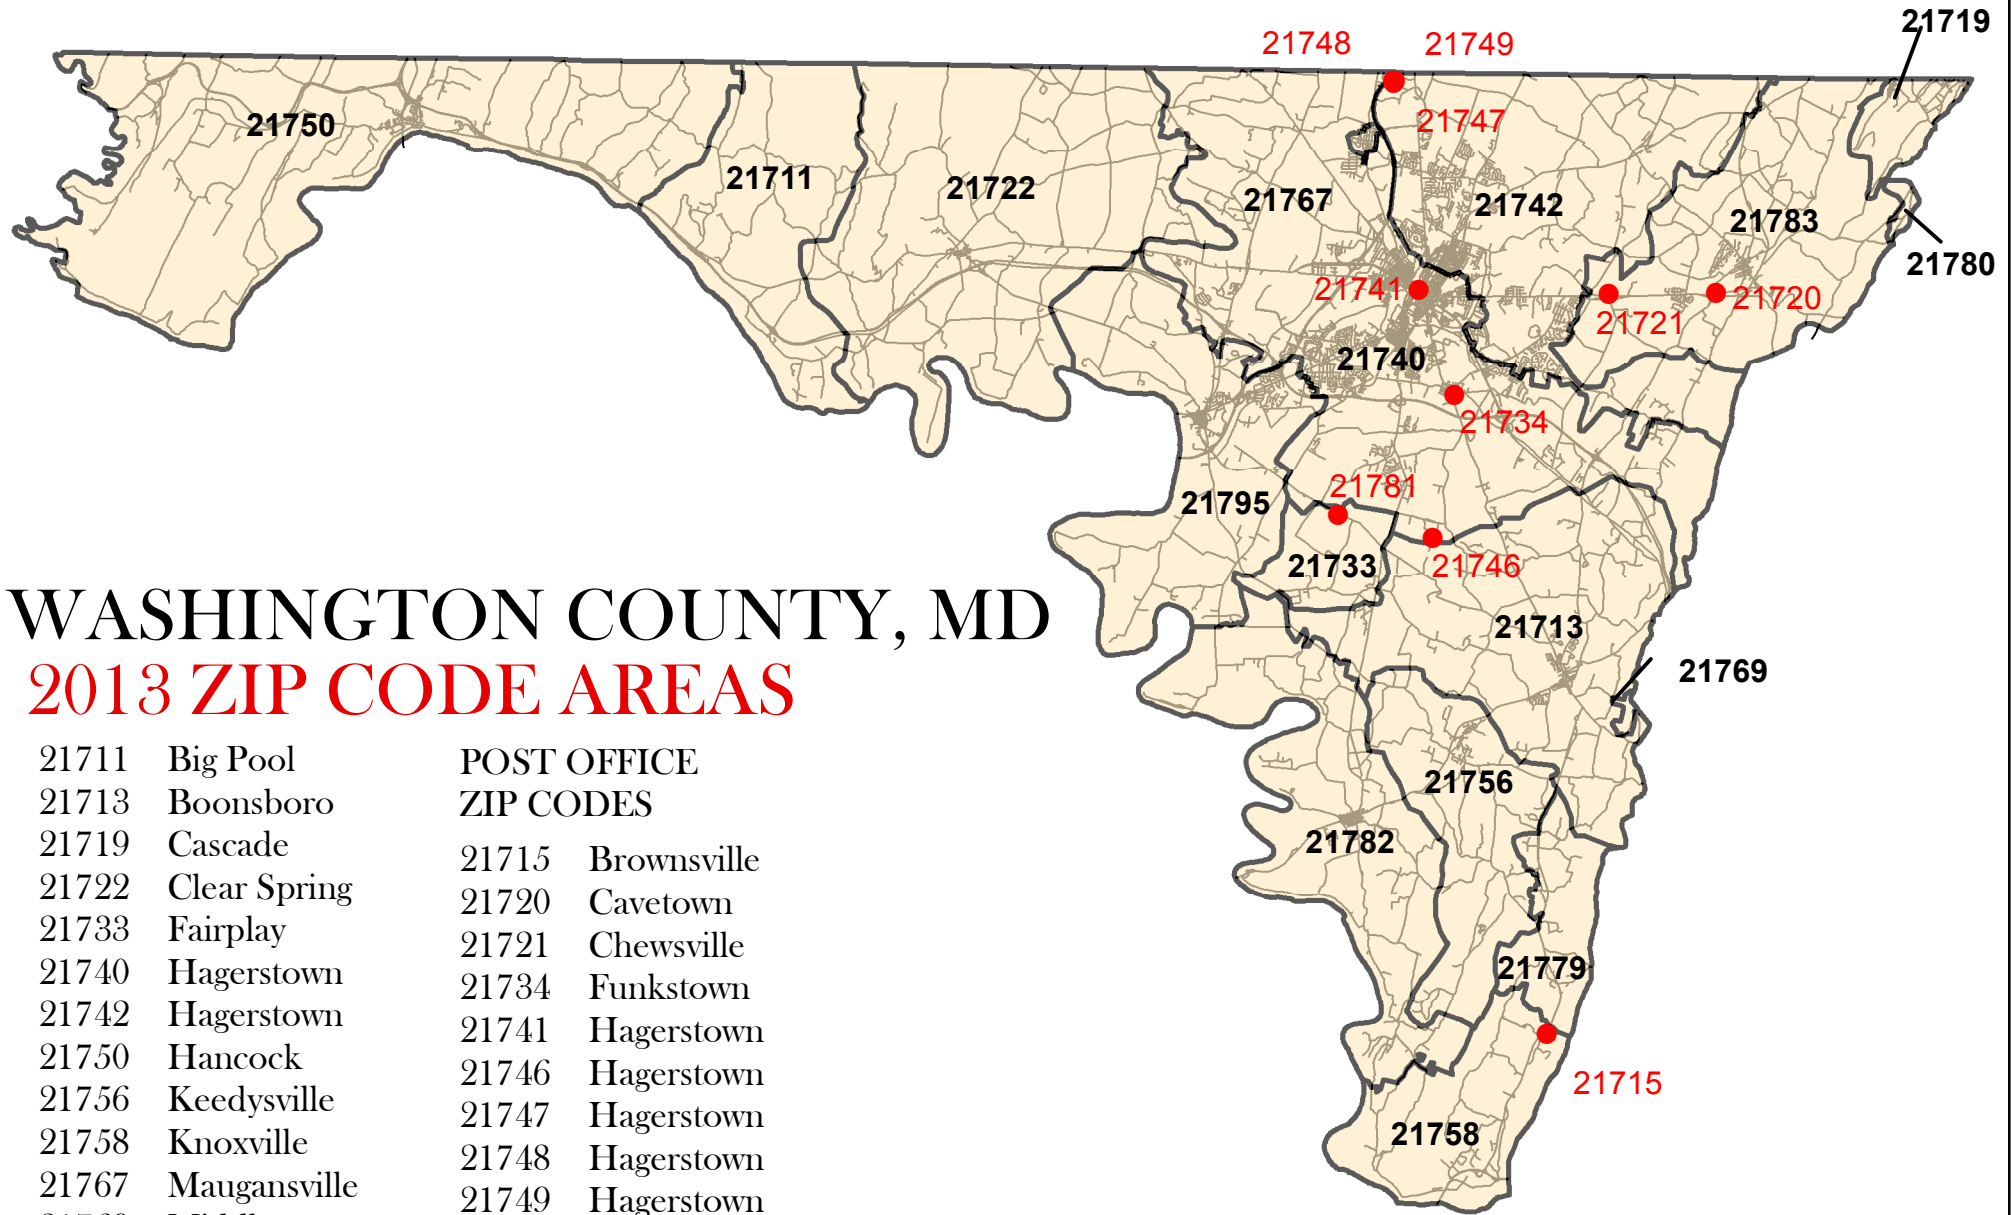 21719
21748 21749
21747
21750
21711
21722
21767
21742
21783
21780
21741
21720
21721
21740
21734
21781
21795
21733
21746
21713
21769
21756
21782
21779
21715
21758
WASHINGTON COUNTY, MD
2013 ZIP CODE AREAS
21711 Big Pool
21713 Boonsboro
21719 Cascade
21722 Clear Spring
21733 Fairplay
21740 Hagerstown
21742 Hagerstown
21750 Hancock
21756 Keedysville
21758 Knoxville
21767 Maugansville
POST OFFICE
ZIP CODES
21715 Brownsville
21720 Cavetown
21721 Chewsville
21734 Funkstown
21741 Hagerstown
21746 Hagerstown
21747 Hagerstown
21748 Hagerstown
21749 Hagerstown